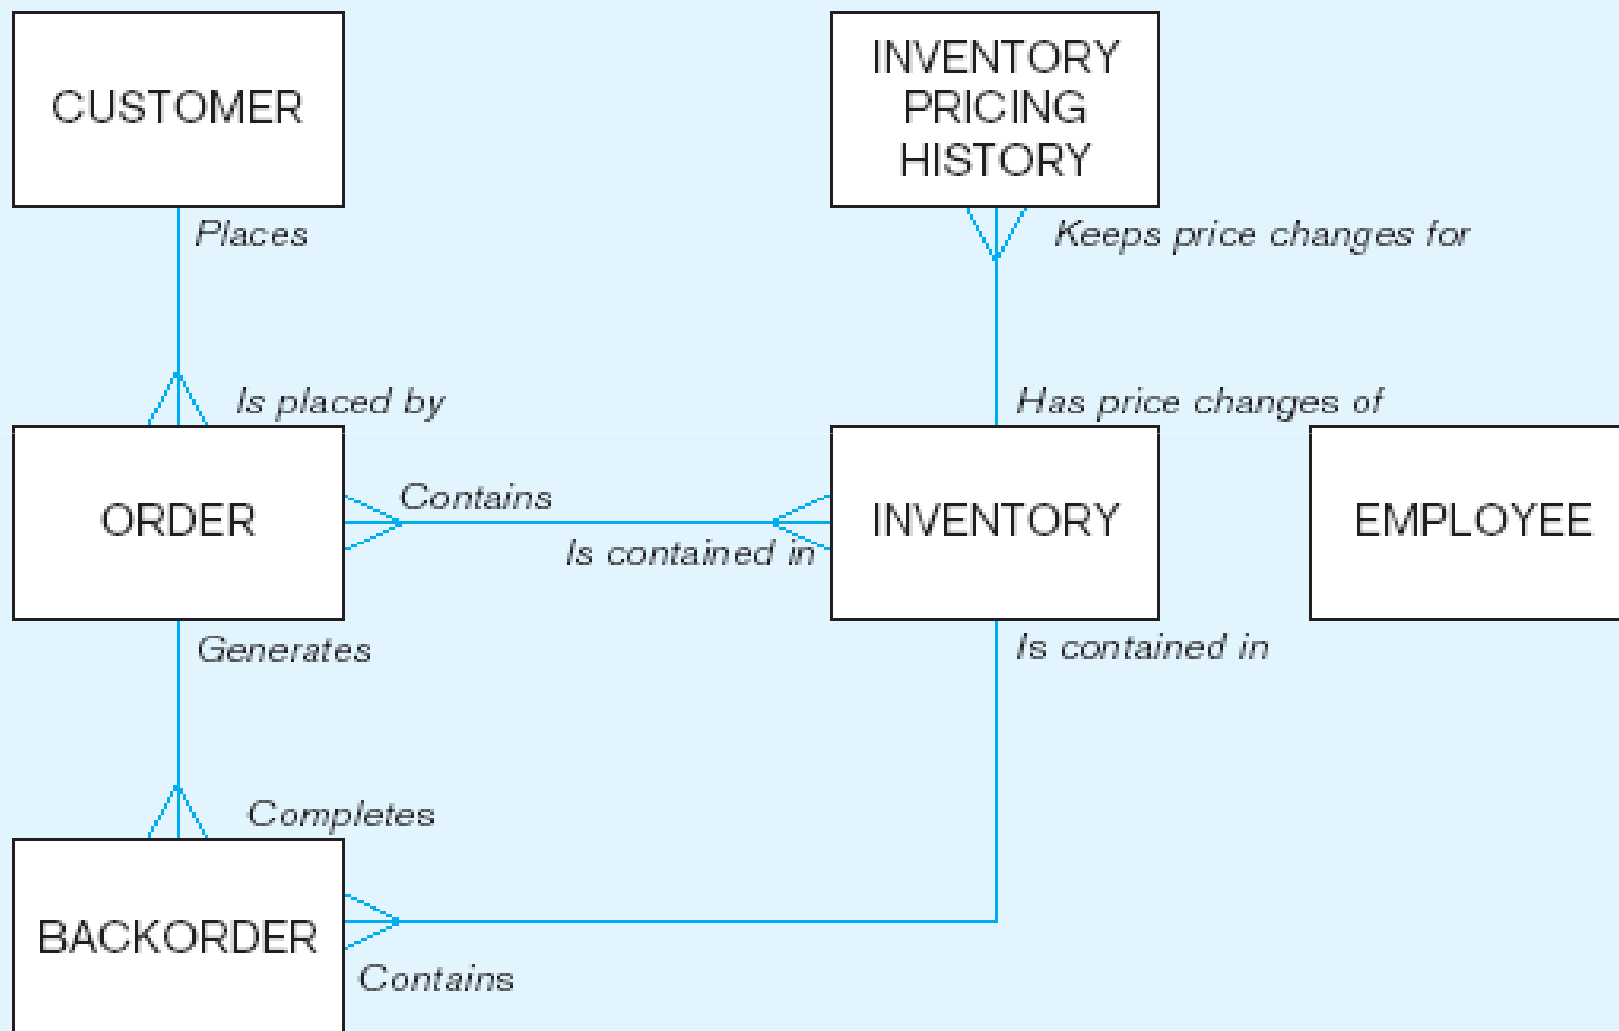 CUSTOMER
INVENTORY
PRICING
HISTORY
Places
Keeps price changes for
Is placed by
Has price changes of
ORDER
Contains
Is contained in
INVENTORY
EMPLOYEE
Generates
Is contained in
Completes
BACKORDER
Contains